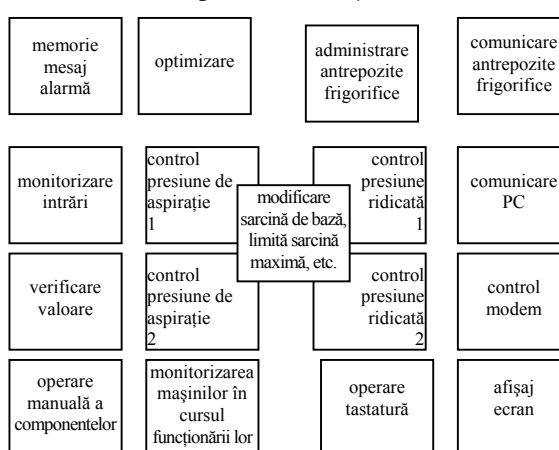 memorie
mesaj
alarmă
optimizare
administrare
antrepozite
frigorifice
comunicare
antrepozite
frigorifice
monitorizare
intrări
control
presiune de
aspirație
1
modificare
sarcină de bază,
limită sarcină
maximă, etc.
control
presiune
ridicată
1
comunicare
PC
verificare
valoare
control
presiune de
aspirație
2
control
presiune
ridicată
2
control
modem
operare
manuală a
componentelor
monitorizarea
mașinilor în
cursul
funcționării lor
operare
tastatură
afișaj
ecran